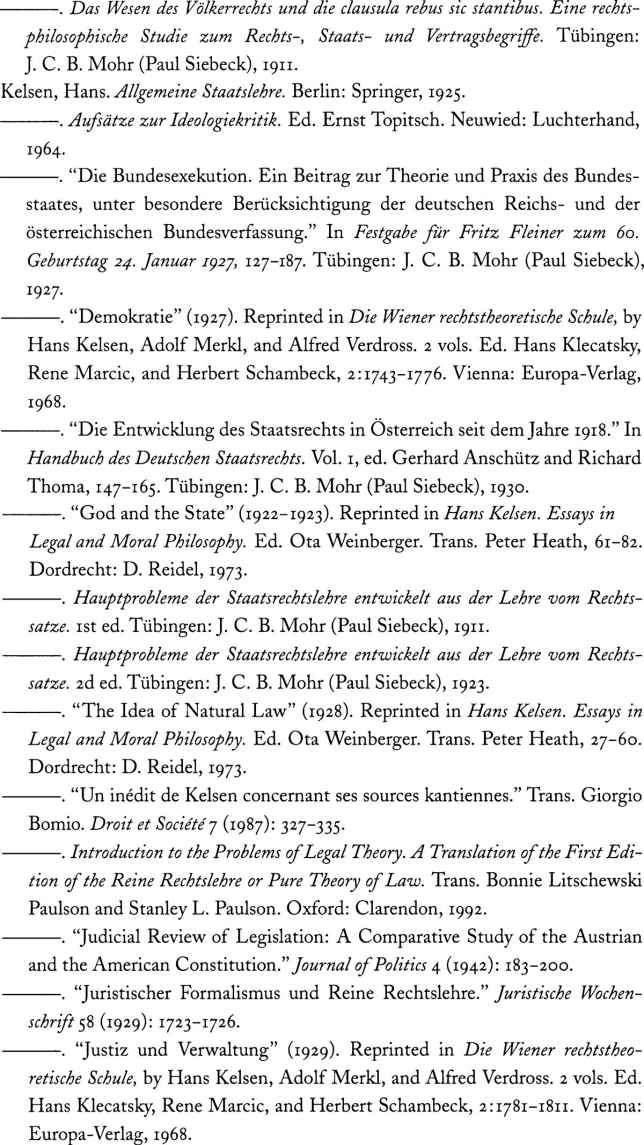 ———. Das Wesen des Völkerrechts und die clausula rebus sic stantibus. Eine rechts-
philosophische Studie zum Rechts-, Staats- und Vertragsbegriffe. Tübingen:
J. C. B. Mohr (Paul Siebeck), 1911.
Kelsen, Hans. Allgemeine Staatslehre. Berlin: Springer, 1925.
———. Aufsätze zur Ideologiekritik. Ed. Ernst Topitsch. Neuwied: Luchterhand,
1964.
———. “Die Bundesexekution. Ein Beitrag zur Theorie und Praxis des Bundes-
staates, unter besondere Berücksichtigung der deutschen Reichs- und der
österreichischen Bundesverfassung.” In Festgabe für Fritz Fleiner zum 60.
Geburtstag 24. Januar 1927, 127–187. Tübingen: J. C. B. Mohr (Paul Siebeck),
1927.
———. “Demokratie” (1927). Reprinted in Die Wiener rechtstheoretische Schule, by
Hans Kelsen, Adolf Merkl, and Alfred Verdross. 2 vols. Ed. Hans Klecatsky,
Rene Marcic, and Herbert Schambeck, 2:1743–1776. Vienna: Europa-Verlag,
1968.
———. “Die Entwicklung des Staatsrechts in Österreich seit dem Jahre 1918.” In
Handbuch des Deutschen Staatsrechts. Vol. 1, ed. Gerhard Anschütz and Richard
Thoma, 147–165. Tübingen: J. C. B. Mohr (Paul Siebeck), 1930.
———. “God and the State” (1922–1923). Reprinted in Hans Kelsen. Essays in
Legal and Moral Philosophy. Ed. Ota Weinberger. Trans. Peter Heath, 61–82.
Dordrecht: D. Reidel, 1973.
———. Hauptprobleme der Staatsrechtslehre entwickelt aus der Lehre vom Rechts-
satze. 1st ed. Tübingen: J. C. B. Mohr (Paul Siebeck), 1911.
———. Hauptprobleme der Staatsrechtslehre entwickelt aus der Lehre vom Rechts-
satze. 2d ed. Tübingen: J. C. B. Mohr (Paul Siebeck), 1923.
———. “The Idea of Natural Law” (1928). Reprinted in Hans Kelsen. Essays in
Legal and Moral Philosophy. Ed. Ota Weinberger. Trans. Peter Heath, 27–60.
Dordrecht: D. Reidel, 1973.
———. “Un inédit de Kelsen concernant ses sources kantiennes.” Trans. Giorgio
Bomio. Droit et Société 7 (1987): 327–335.
———. Introduction to the Problems of Legal Theory. A Translation of the First Edi-
tion of the Reine Rechtslehre or Pure Theory of Law. Trans. Bonnie Litschewski
Paulson and Stanley L. Paulson. Oxford: Clarendon, 1992.
———. “Judicial Review of Legislation: A Comparative Study of the Austrian
and the American Constitution.” Journal of Politics 4 (1942): 183–200.
———. “Juristischer Formalismus und Reine Rechtslehre.” Juristische Wochen-
schrift 58 (1929): 1723–1726.
———. “Justiz und Verwaltung” (1929). Reprinted in Die Wiener rechtstheo-
retische Schule, by Hans Kelsen, Adolf Merkl, and Alfred Verdross. 2 vols. Ed.
Hans Klecatsky, Rene Marcic, and Herbert Schambeck, 2:1781–1811. Vienna:
Europa-Verlag, 1968.